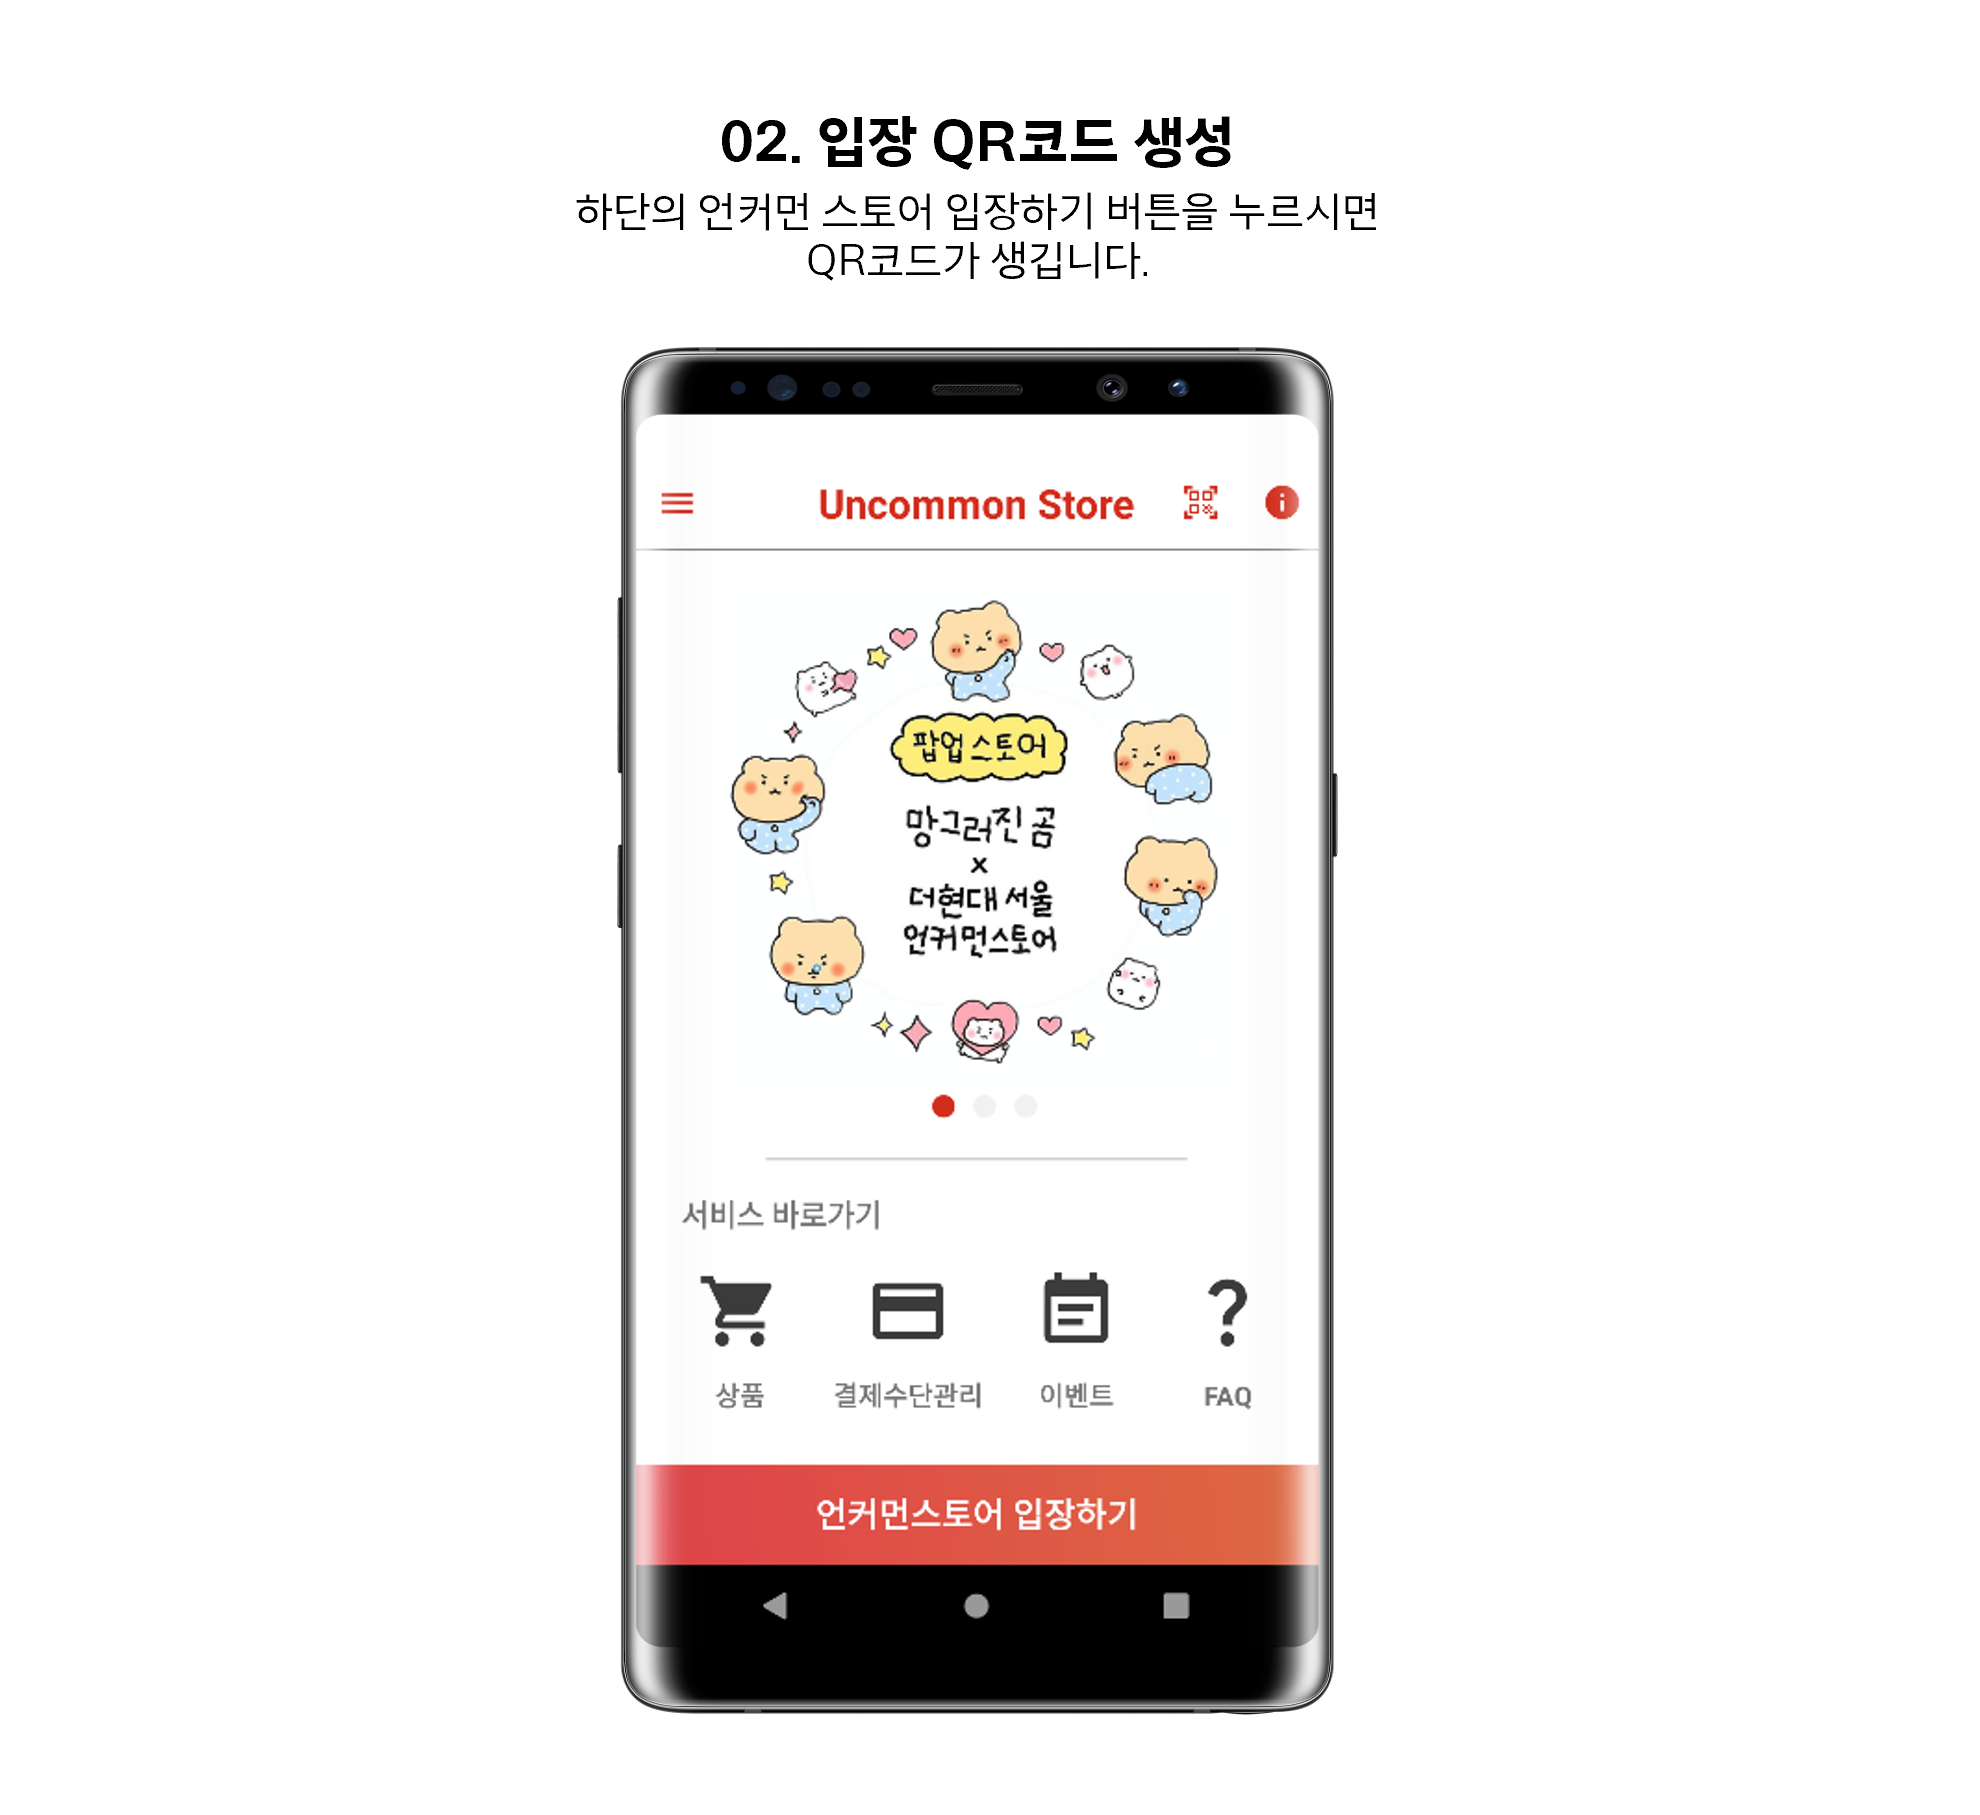 02. 입장 QR코드 생성
하단의 언커먼 스토어 입장하기 버튼을 누르시면
QR코드가 생깁니다.
Uncommon Store
팝업 스토어
망그러진 곰
x
더현대 서울
언커먼스토어
서비스 바로가기
상품 결제수단관리 이벤트 FAQ
언커먼스토어 입장하기